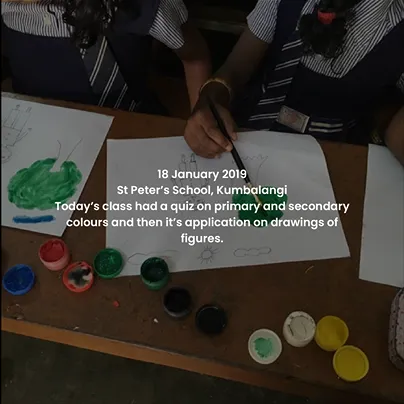 18 January 2019
St Peter's School, Kumbalangi
Today's class had a quiz on primary and secondary
colours and then it's application on drawings of
figures.